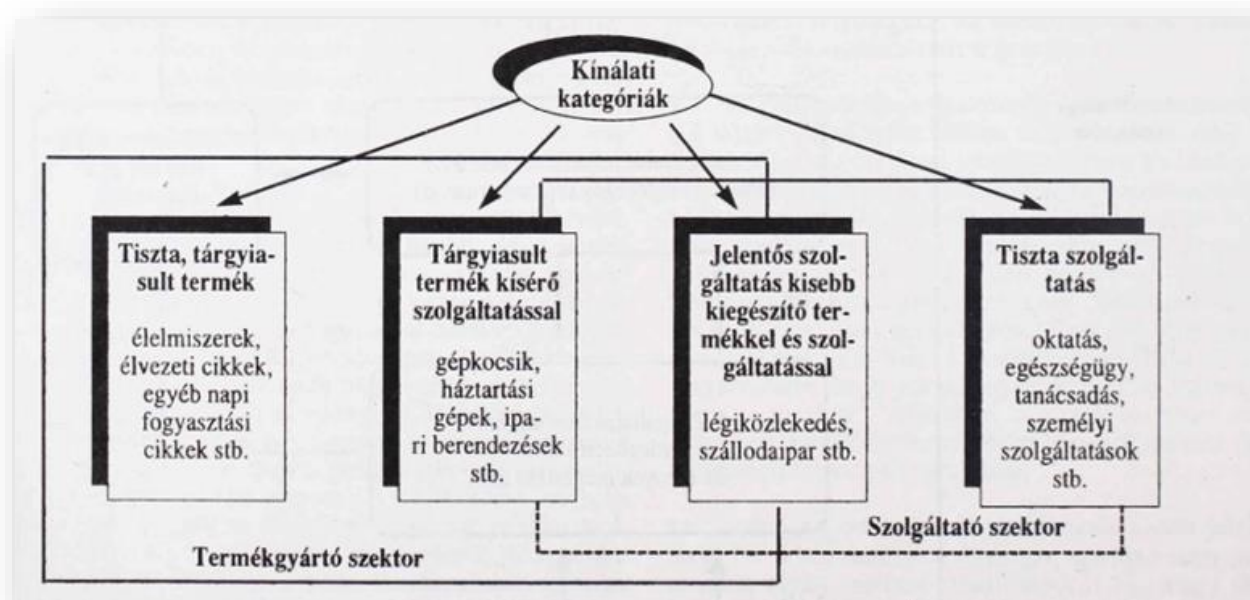 Kínálati
kategóriák
Tiszta, tárgyia-
sult termék
élelmiszerek,
élvezeti cikkek,
egyéb napi
fogyasztási
cikkek stb.
Tárgyiasult
termék kísérő
szolgáltatással
gépkocsik,
háztartási
gépek, ipa-
ri berendezések
stb.
Jelentős szol-
gáltatás kisebb
kiegészítő ter-
mékkel és szol-
gáltatással
légiközlekedés,
szállodaipar stb.
Tiszta szolgál-
tatás
oktatás,
egészségügy,
tanácsadás,
személyi
szolgáltatások
stb.
Szolgáltató szektor
Termékgyártó szektor